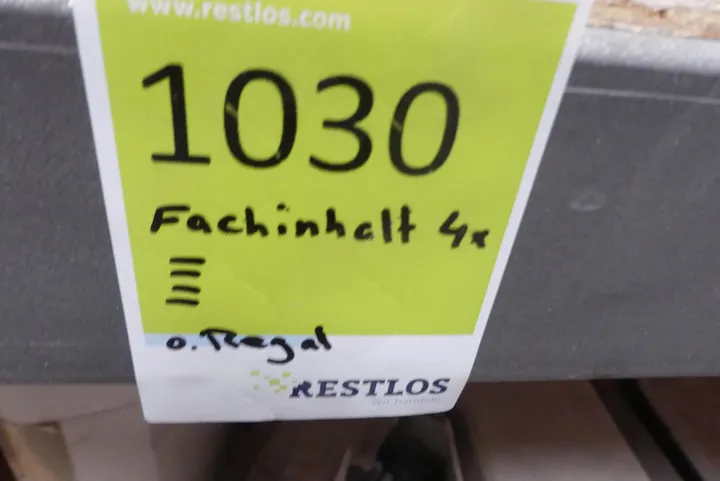 www.restlos.com
1030
Fachinhalt 4x
o. Regal
RESTLOS